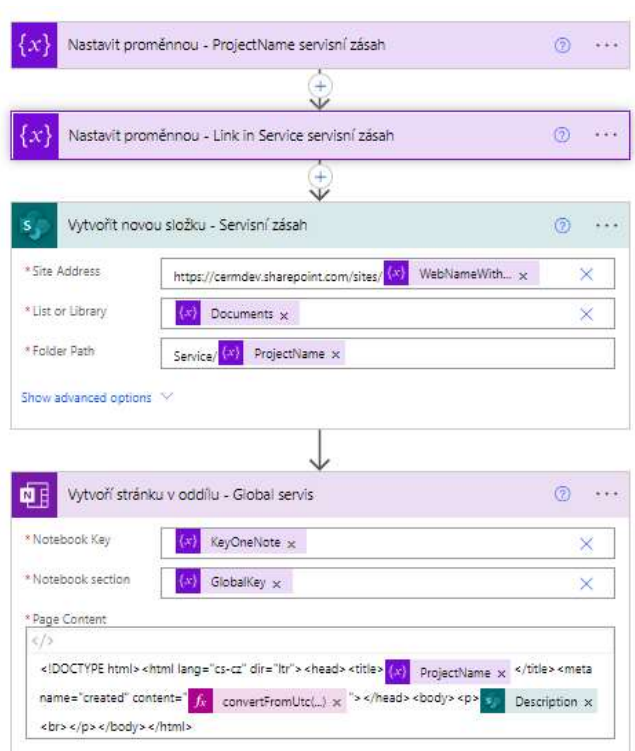 {x} Nastavit proměnnou - ProjectName servisní zásah
{x} Nastavit proměnnou - Link in Service servisní zásah
Vytvořit novou složku - Servisní zásah
* Site Address https://cermdev.sharepoint.com/sites/ {x} WebNameWith... ×
* List or Library {x} Documents ×
* Folder Path Service/ {x} ProjectName ×
Show advanced options
Vytvoří stránku v oddílu - Global servis
* Notebook Key {x} KeyOneNote ×
* Notebook section {x} GlobalKey ×
* Page Content
</>
<!DOCTYPE html><html lang="cs-cz" dir="ltr"><head><title> {x} ProjectName × </title><meta
name="created" content=" fx convertFromUtc(...) × "></head><body><p> Description ×
<br></p></body></html>